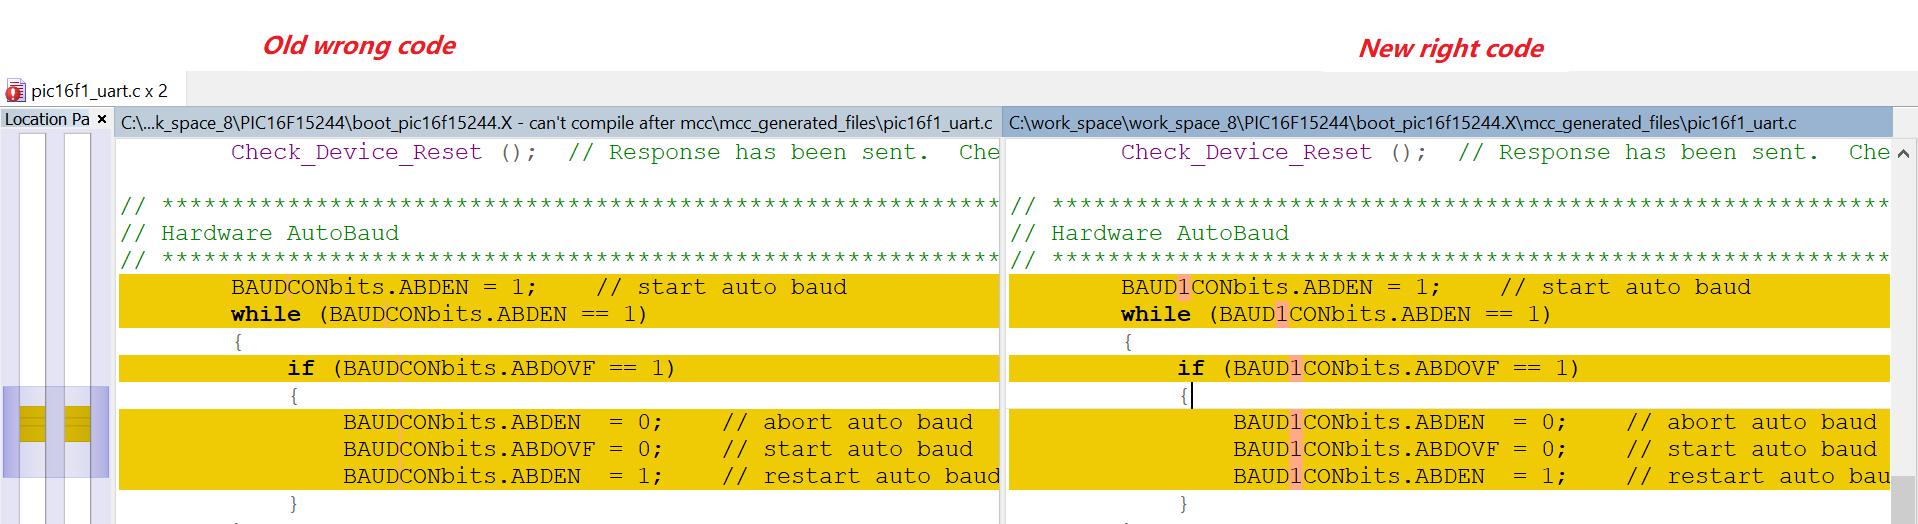 Old wrong code
New right code
pic16f1_uart.c x 2
Location Pa ×
C:\...k_space_8\PIC16F15244\boot_pic16f15244.X - can't compile after mcc\mcc_generated_files\pic16f1_uart.c
Check_Device_Reset ();  // Response has been sent.  Che
// ************************************************************
// Hardware AutoBaud
// ************************************************************
BAUDCONbits.ABDEN = 1;    // start auto baud
while (BAUDCONbits.ABDEN == 1)
{
if (BAUDCONbits.ABDOVF == 1)
{
BAUDCONbits.ABDEN  = 0;    // abort auto baud
BAUDCONbits.ABDOVF = 0;    // start auto baud
BAUDCONbits.ABDEN  = 1;    // restart auto baud
}
C:\work_space\work_space_8\PIC16F15244\boot_pic16f15244.X\mcc_generated_files\pic16f1_uart.c
Check_Device_Reset ();  // Response has been sent.  Che
// ************************************************************
// Hardware AutoBaud
// ************************************************************
BAUD1CONbits.ABDEN = 1;    // start auto baud
while (BAUD1CONbits.ABDEN == 1)
{
if (BAUD1CONbits.ABDOVF == 1)
{
BAUD1CONbits.ABDEN  = 0;    // abort auto baud
BAUD1CONbits.ABDOVF = 0;    // start auto baud
BAUD1CONbits.ABDEN  = 1;    // restart auto bau
}